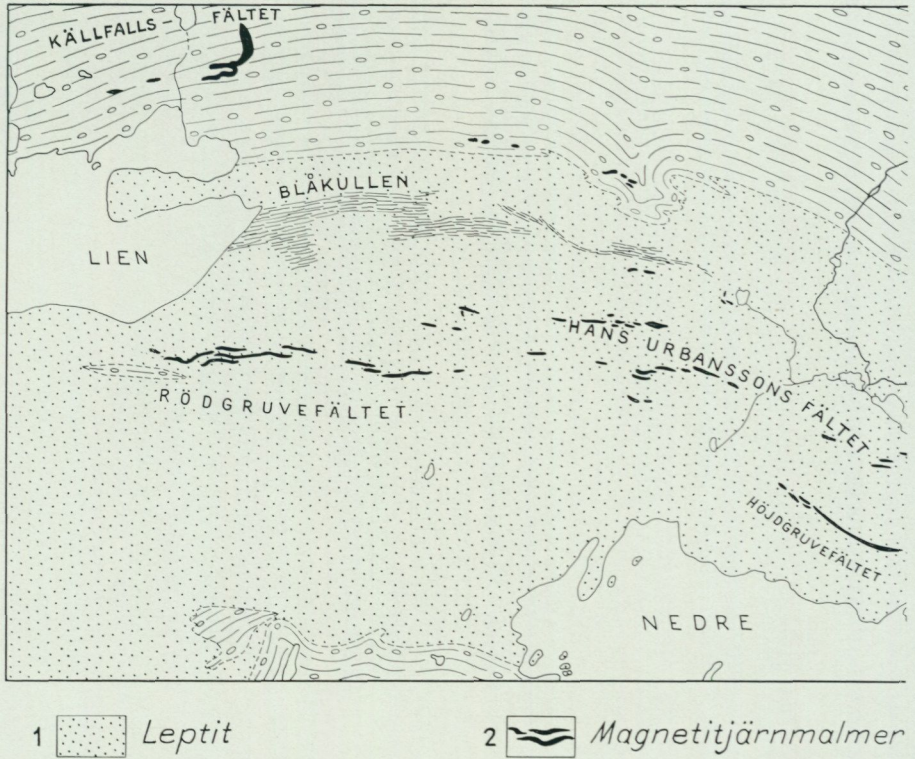 KÄLLFALLS-FÄLTET
BLÅKULLEN
LIEN
HANS URBANSSONS FÄLTET
RÖDGRUVEFÄLTET
HÖJDGRUVEFÄLTET
NEDRE
1 Leptit
2 Magnetitjärnmalmer